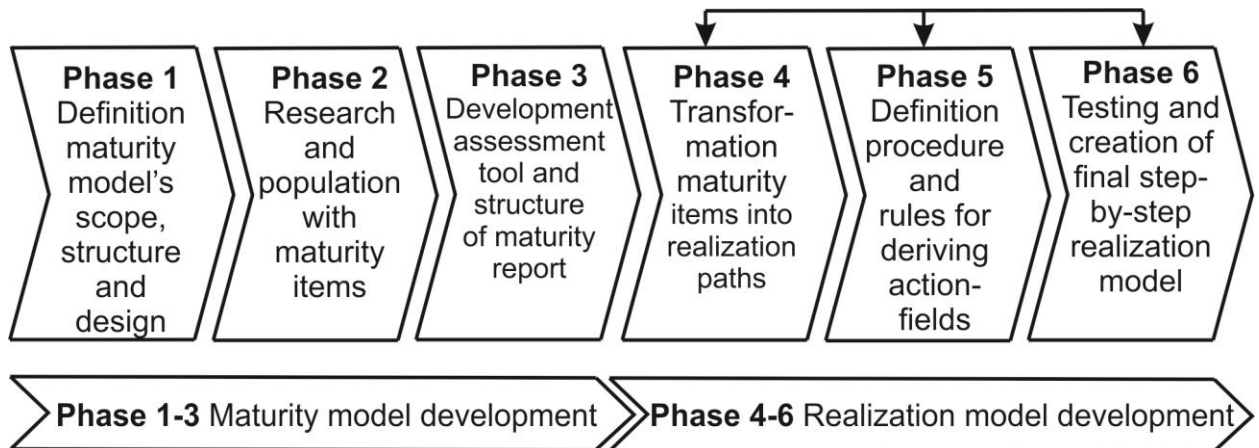 Phase 1
Definition
maturity
model’s
scope,
structure
and
design
Phase 2
Research
and
population
with
maturity
items
Phase 3
Development
assessment
tool and
structure
of maturity
report
Phase 4
Transfor-
mation
maturity
items into
realization
paths
Phase 5
Definition
procedure
and
rules for
deriving
action-
fields
Phase 6
Testing and
creation of
final step-
by-step
realization
model
Phase 1-3 Maturity model development
Phase 4-6 Realization model development